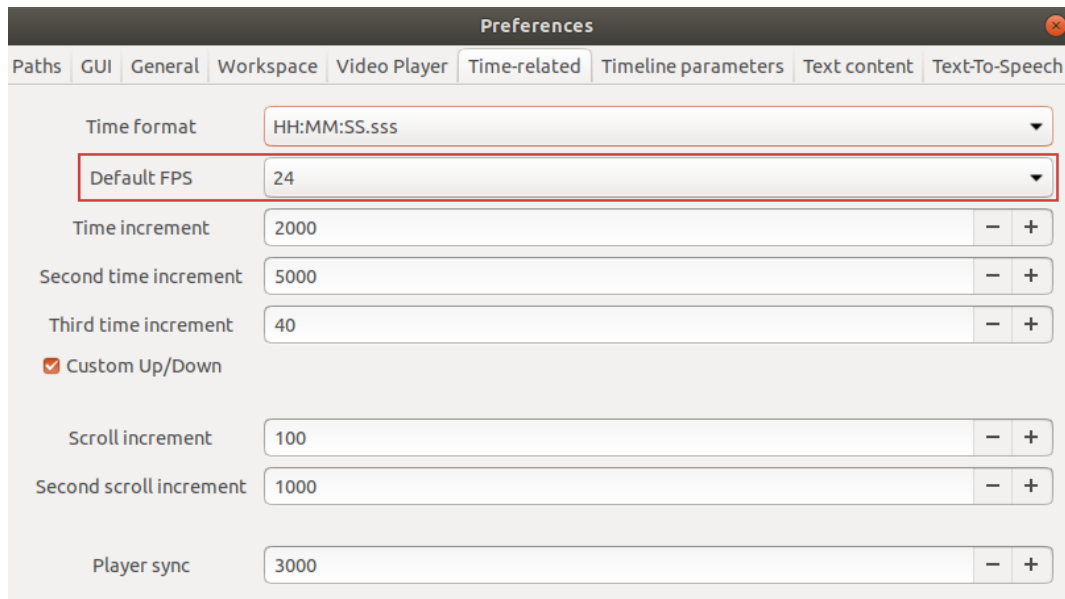 Preferences
Paths GUI General Workspace Video Player Time-related Timeline parameters Text content Text-To-Speech
Time format HH:MM:SS.sss
Default FPS 24
Time increment 2000
Second time increment 5000
Third time increment 40
Custom Up/Down
Scroll increment 100
Second scroll increment 1000
Player sync 3000